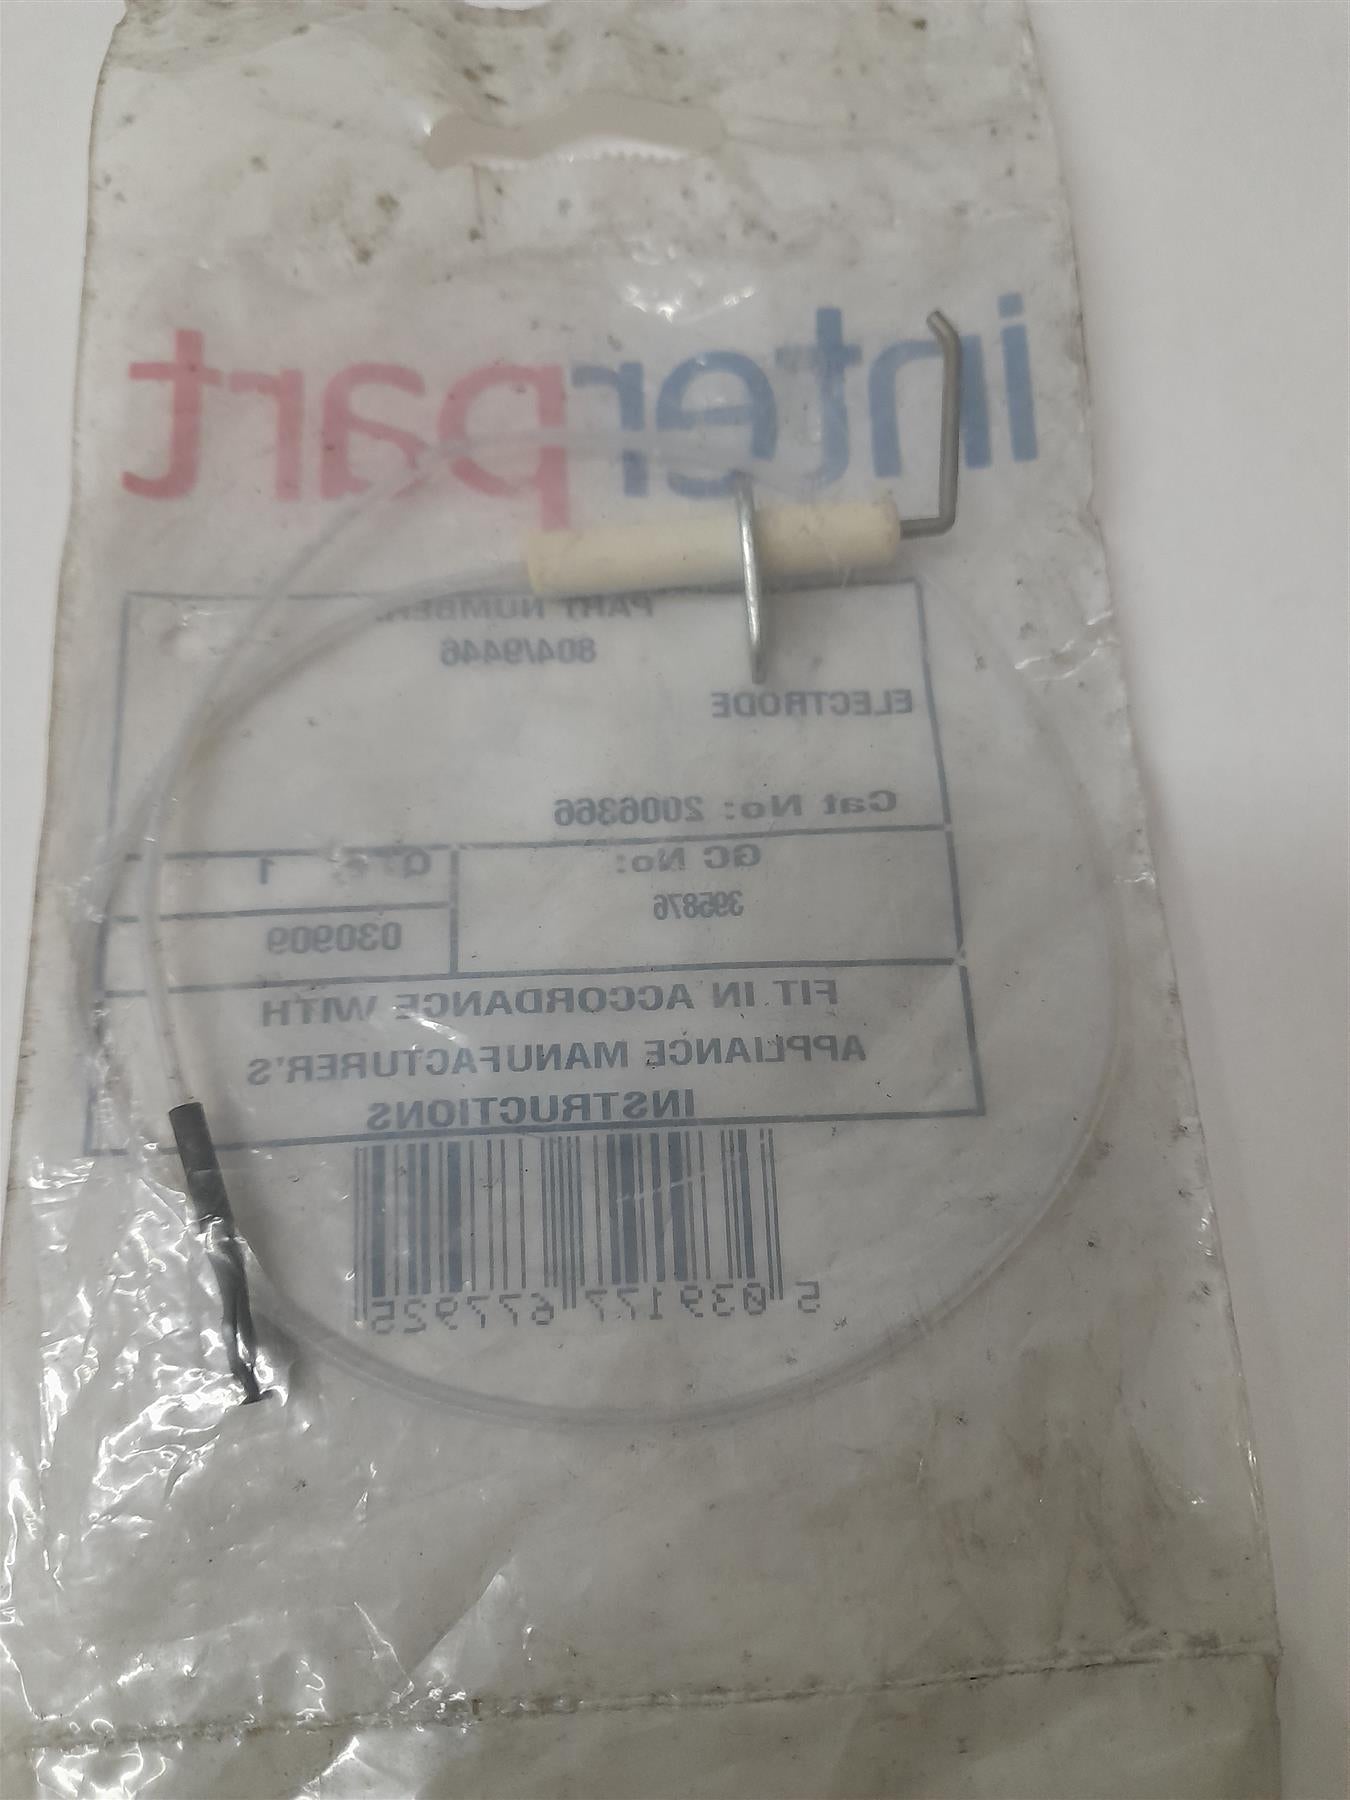 interpart
PART NUMBER:
804/9446
ELECTRODE
Cat No: 2006366
GC No:
395876
1
030909
FIT IN ACCORDANCE WITH
APPLIANCE MANUFACTURER'S
INSTRUCTIONS
5 039177 677925